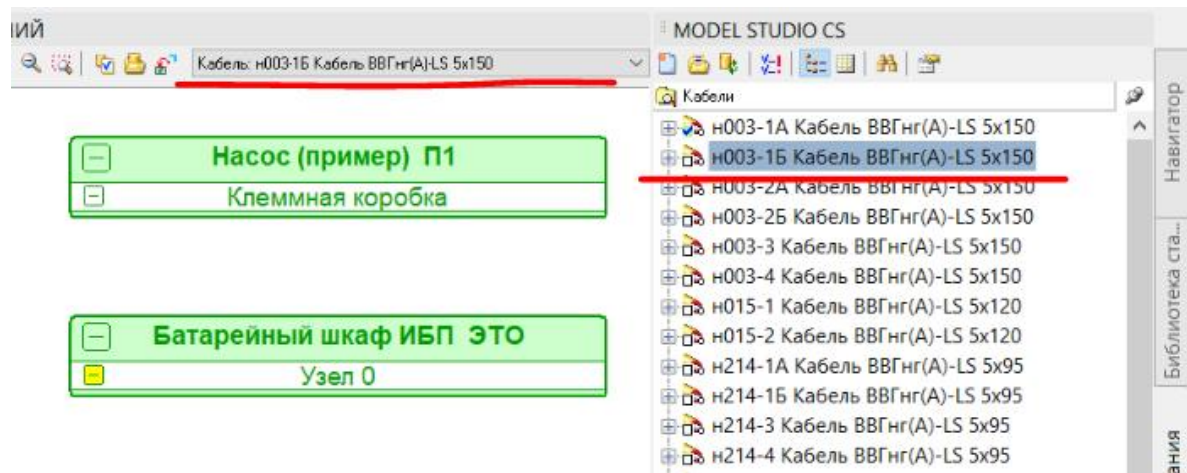 ИИЙ
Кабель: н003-1Б Кабель ВВГнг(А)-LS 5x150
Насос (пример) П1
Клеммная коробка
Батарейный шкаф ИБП ЭТО
Узел 0
MODEL STUDIO CS
Кабели
н003-1А Кабель ВВГнг(А)-LS 5x150
н003-1Б Кабель ВВГнг(А)-LS 5x150
н003-2А Кабель ВВГнг(А)-LS 5x150
н003-2Б Кабель ВВГнг(А)-LS 5x150
н003-3 Кабель ВВГнг(А)-LS 5x150
н003-4 Кабель ВВГнг(А)-LS 5x150
н015-1 Кабель ВВГнг(А)-LS 5x120
н015-2 Кабель ВВГнг(А)-LS 5x120
н214-1А Кабель ВВГнг(А)-LS 5x95
н214-1Б Кабель ВВГнг(А)-LS 5x95
н214-3 Кабель ВВГнг(А)-LS 5x95
н214-4 Кабель ВВГнг(А)-LS 5x95
Навигатор
Библиотека ста...
ания